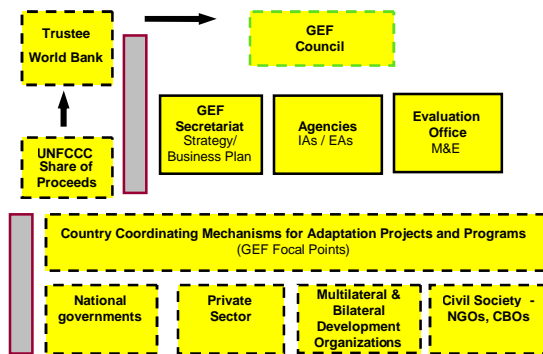 Trustee
World Bank
GEF
Council
GEF
Secretariat
Strategy/
Business Plan
Agencies
IAs / EAs
Evaluation
Office
M&E
UNFCCC
Share of
Proceeds
Country Coordinating Mechanisms for Adaptation Projects and Programs
(GEF Focal Points)
National
governments
Private
Sector
Multilateral &
Bilateral
Development
Organizations
Civil Society -
NGOs, CBOs